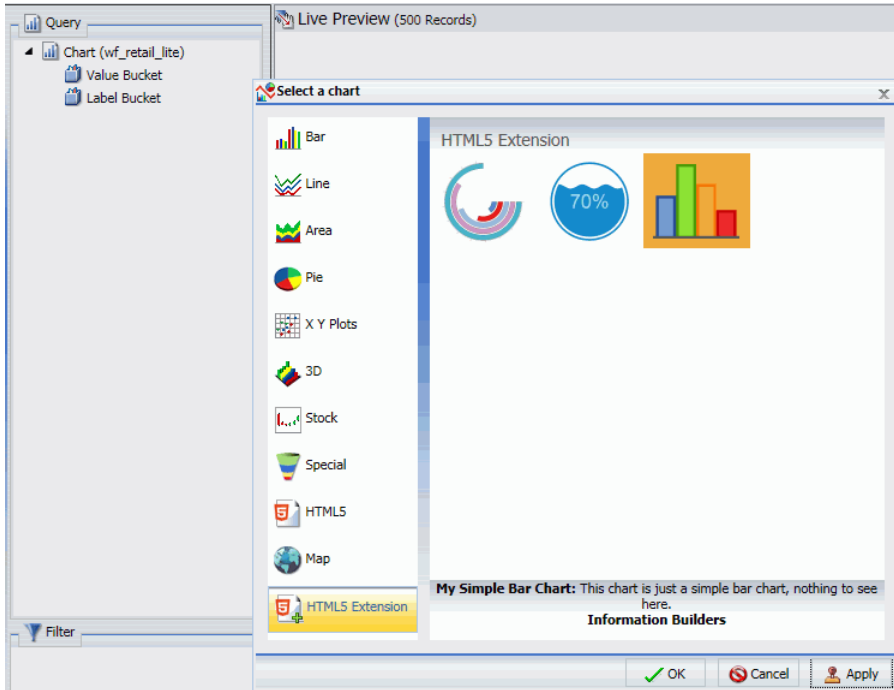 Query
Chart (wf_retail_lite)
Value Bucket
Label Bucket
Filter
Live Preview (500 Records)
Select a chart
x
Bar
Line
Area
Pie
X Y Plots
3D
Stock
Special
HTML5
Map
HTML5 Extension
HTML5 Extension
70%
My Simple Bar Chart: This chart is just a simple bar chart, nothing to see
here.
Information Builders
OK
Cancel
Apply